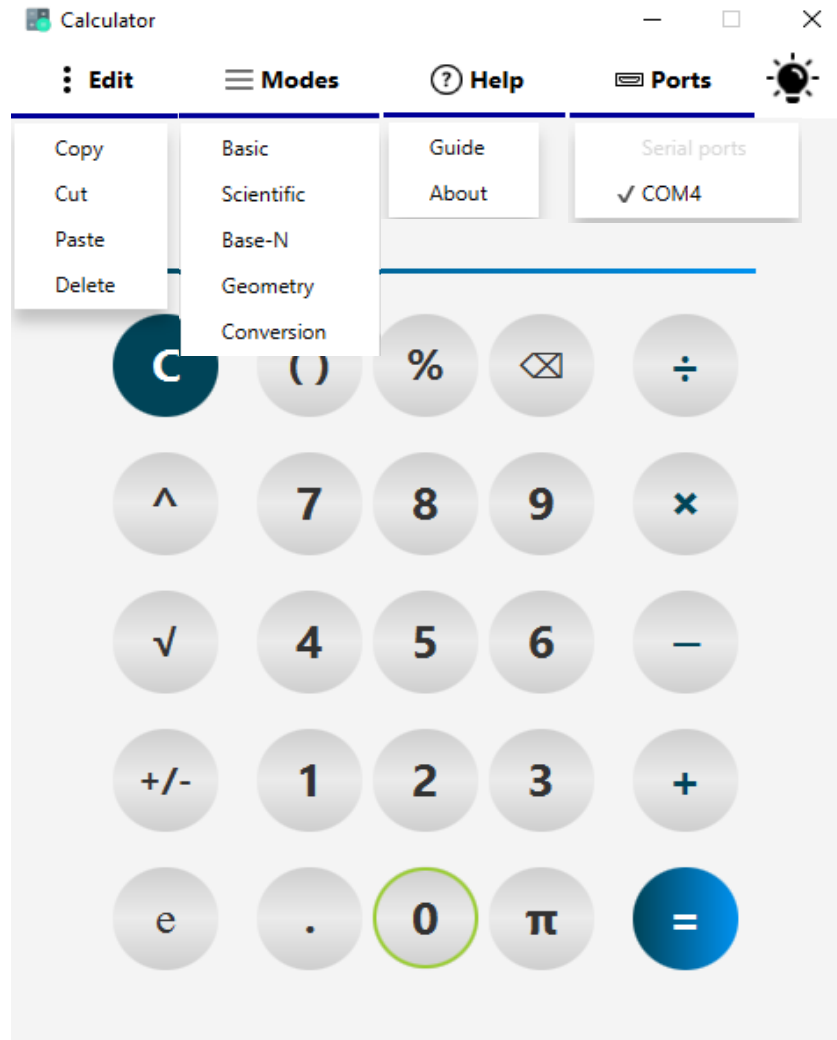 Calculator
Edit Modes ? Help Ports
Copy Basic Guide Serial ports
Cut Scientific About ✓ COM4
Paste Base-N
Delete Geometry
Conversion
C ( ) % ⌫ ÷
^ 7 8 9 ×
√ 4 5 6 −
+/- 1 2 3 +
e . 0 π =